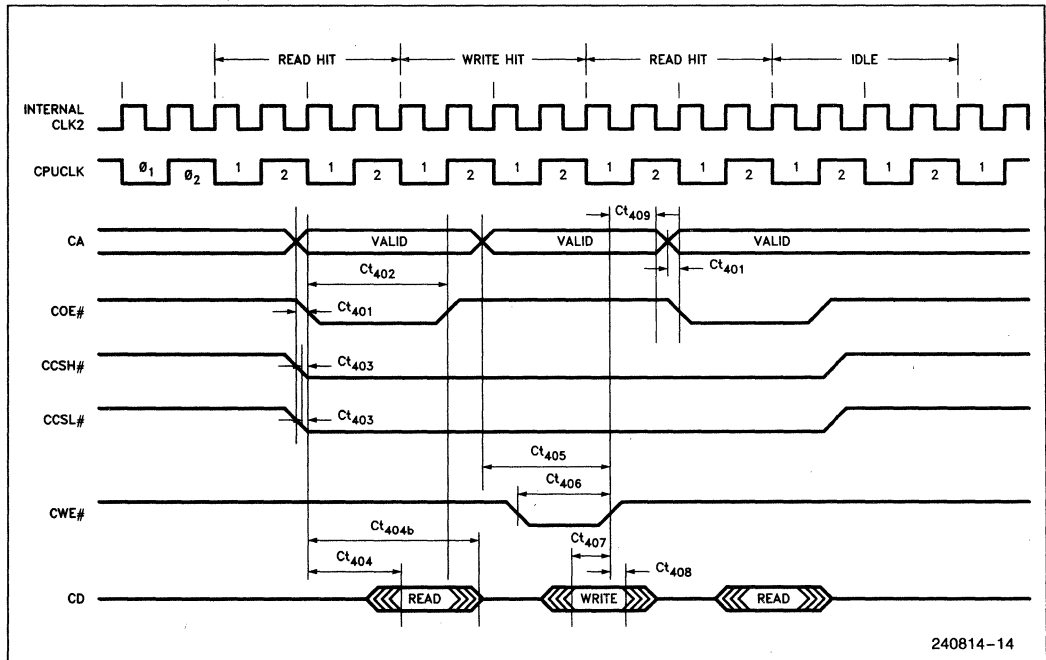 READ HIT WRITE HIT READ HIT IDLE
INTERNAL
CLK2
CPUCLK Ø1 Ø2 1 2 1 2 1 2 1 2 1 2 1 2 1 2 1 2 1
Ct409
CA VALID VALID VALID
Ct402 Ct401
COE# Ct401
CCSH# Ct403
CCSL# Ct403
Ct405
Ct406
CWE#
Ct404b Ct407
Ct404 Ct408
CD READ WRITE READ
240814-14